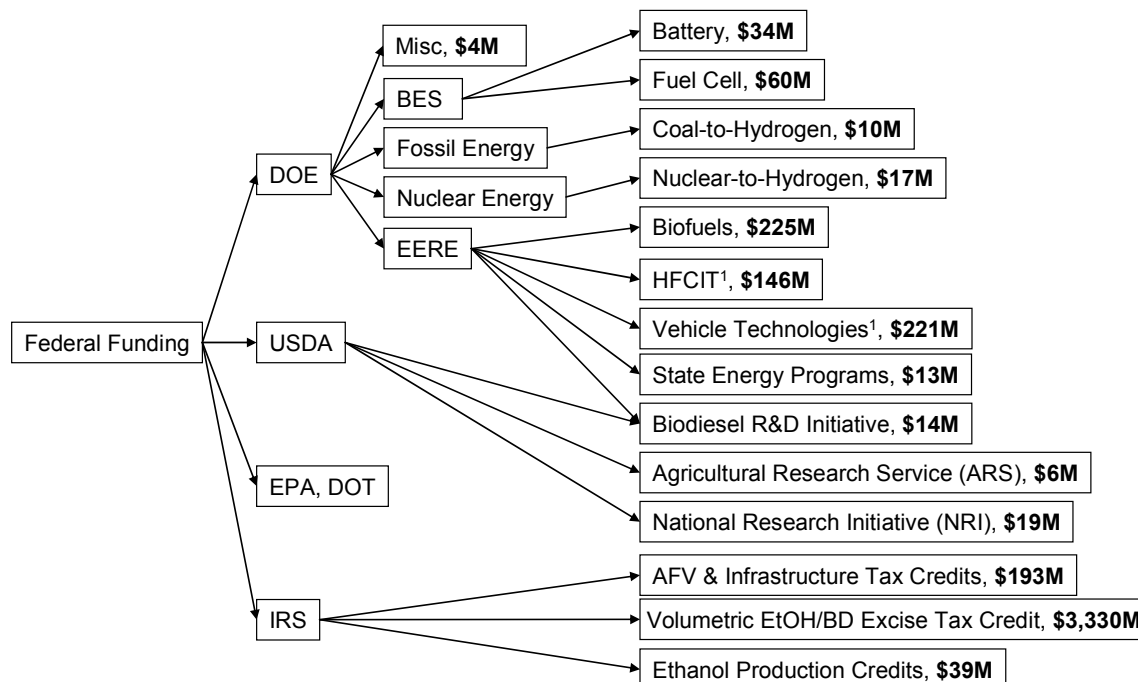 Battery, $34M
Misc, $4M
Fuel Cell, $60M
BES
Coal-to-Hydrogen, $10M
Fossil Energy
DOE
Nuclear-to-Hydrogen, $17M
Nuclear Energy
Biofuels, $225M
EERE
HFCIT¹, $146M
Vehicle Technologies¹, $221M
Federal Funding
USDA
State Energy Programs, $13M
Biodiesel R&D Initiative, $14M
Agricultural Research Service (ARS), $6M
EPA, DOT
National Research Initiative (NRI), $19M
AFV & Infrastructure Tax Credits, $193M
IRS
Volumetric EtOH/BD Excise Tax Credit, $3,330M
Ethanol Production Credits, $39M